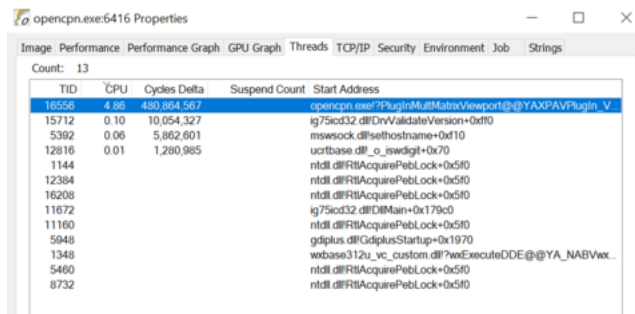 opencpn.exe:6416 Properties
Image Performance Performance Graph GPU Graph Threads TCP/IP Security Environment Job Strings
Count: 13
TID CPU Cycles Delta Suspend Count Start Address
16556 4.86 480,864,567 opencpn.exe!?PlugInMultMatrixViewport@@YAXPAVPlugIn_V...
15712 0.10 10,054,327 ig75icd32.dll!DrvValidateVersion+0xff0
5392 0.06 5,862,601 mswsock.dll!sethostname+0xf10
12816 0.01 1,280,985 ucrtbase.dll!_o_iswdigit+0x70
1144 ntdll.dll!RtlAcquirePebLock+0x5f0
12384 ntdll.dll!RtlAcquirePebLock+0x5f0
16208 ntdll.dll!RtlAcquirePebLock+0x5f0
11672 ig75icd32.dll!DllMain+0x179c0
11160 ntdll.dll!RtlAcquirePebLock+0x5f0
5948 gdiplus.dll!GdiplusStartup+0x1970
1348 wxbase312u_vc_custom.dll!?wxExecuteDDE@@YA_NABVwx...
5460 ntdll.dll!RtlAcquirePebLock+0x5f0
8732 ntdll.dll!RtlAcquirePebLock+0x5f0